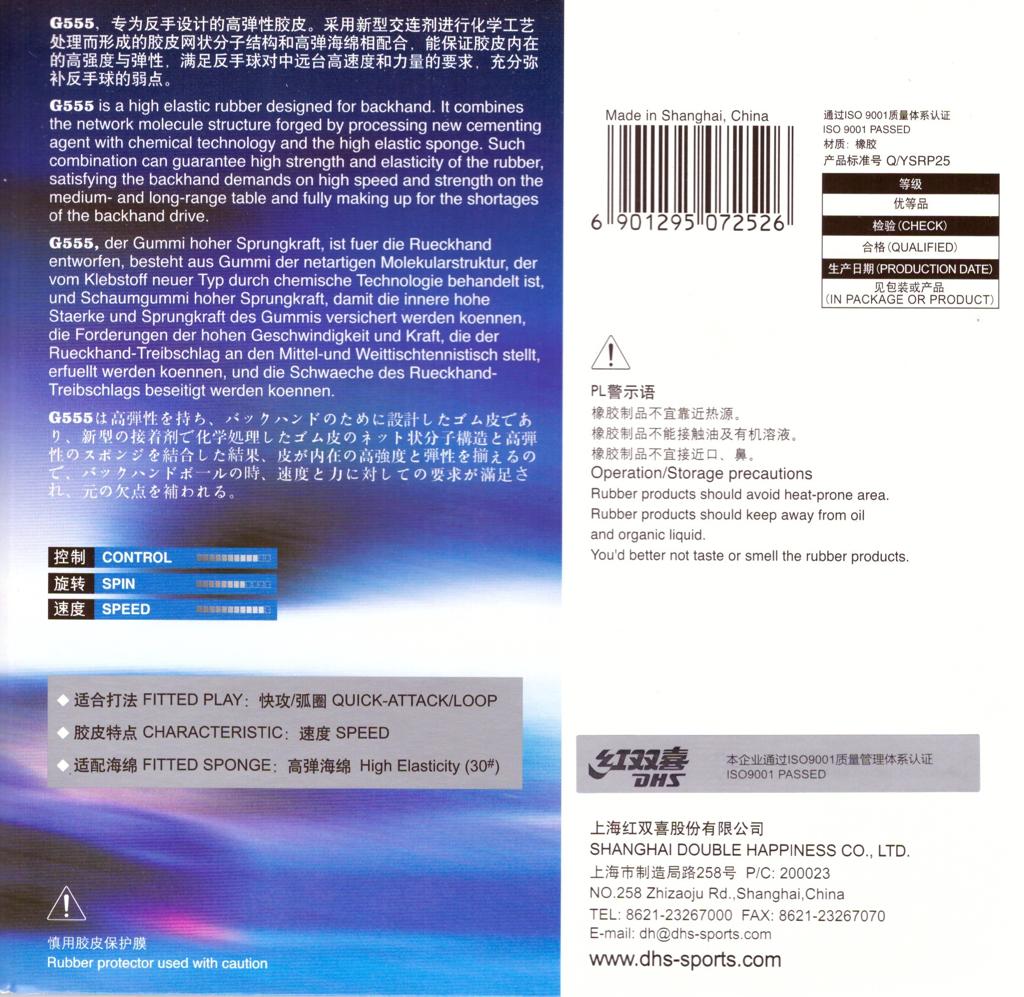 G555，专为反手设计的高弹性胶皮。采用新型交连剂进行化学工艺
处理而形成的胶皮网状分子结构和高弹海绵相配合，能保证胶皮内在
的高强度与弹性，满足反手球对中远台高速度和力量的要求，充分弥
补反手球的弱点。
G555 is a high elastic rubber designed for backhand. It combines
the network molecule structure forged by processing new cementing
agent with chemical technology and the high elastic sponge. Such
combination can guarantee high strength and elasticity of the rubber,
satisfying the backhand demands on high speed and strength on the
medium- and long-range table and fully making up for the shortages
of the backhand drive.
G555, der Gummi hoher Sprungkraft, ist fuer die Rueckhand
entworfen, besteht aus Gummi der netartigen Molekularstruktur, der
vom Klebstoff neuer Typ durch chemische Technologie behandelt ist,
und Schaumgummi hoher Sprungkraft, damit die innere hohe
Staerke und Sprungkraft des Gummis versichert werden koennen,
die Forderungen der hohen Geschwindigkeit und Kraft, die der
Rueckhand-Treibschlag an den Mittel-und Weittischtennistisch stellt,
erfuellt werden koennen, und die Schwaeche des Rueckhand-
Treibschlags beseitigt werden koennen.
G555は高弾性を持ち、バックハンドのために設計したゴム皮であ
り、新型の接着剤で化学処理したゴム皮のネット状分子構造と高弾
性のスポンジを結合した結果、皮が内在の高強度と弾性を揃えるの
で、バックハンドボールの時、速度と力に対しての要求が満足さ
れ、元の欠点を補われる。
控制 CONTROL
旋转 SPIN
速度 SPEED
◆ 适合打法 FITTED PLAY：快攻/弧圈 QUICK-ATTACK/LOOP
◆ 胶皮特点 CHARACTERISTIC：速度 SPEED
◆ 适配海绵 FITTED SPONGE：高弹海绵 High Elasticity (30#)
慎用胶皮保护膜
Rubber protector used with caution
Made in Shanghai, China
6 901295 072526
通过ISO 9001质量体系认证
ISO 9001 PASSED
材质：橡胶
产品标准号 Q/YSRP25
等级
优等品
检验(CHECK)
合格(QUALIFIED)
生产日期(PRODUCTION DATE)
见包装或产品
(IN PACKAGE OR PRODUCT)
PL警示语
橡胶制品不宜靠近热源。
橡胶制品不能接触油及有机溶液。
橡胶制品不宜接近口、鼻。
Operation/Storage precautions
Rubber products should avoid heat-prone area.
Rubber products should keep away from oil
and organic liquid.
You'd better not taste or smell the rubber products.
红双喜
DHS
本企业通过ISO9001质量管理体系认证
ISO9001 PASSED
上海红双喜股份有限公司
SHANGHAI DOUBLE HAPPINESS CO., LTD.
上海市制造局路258号 P/C: 200023
NO.258 Zhizaoju Rd.,Shanghai,China
TEL: 8621-23267000 FAX: 8621-23267070
E-mail: dh@dhs-sports.com
www.dhs-sports.com